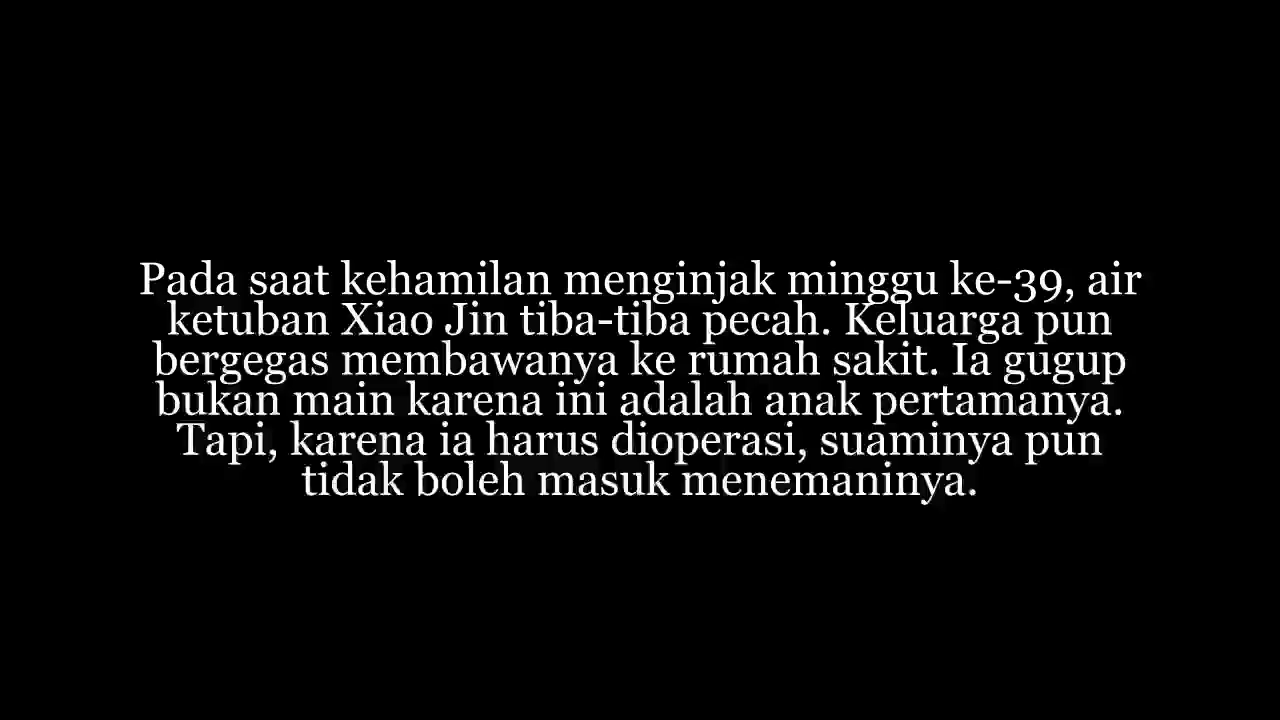 Pada saat kehamilan menginjak minggu ke-39, air
ketuban Xiao Jin tiba-tiba pecah. Keluarga pun
bergegas membawanya ke rumah sakit. Ia gugup
bukan main karena ini adalah anak pertamanya.
Tapi, karena ia harus dioperasi, suaminya pun
tidak boleh masuk menemaninya.